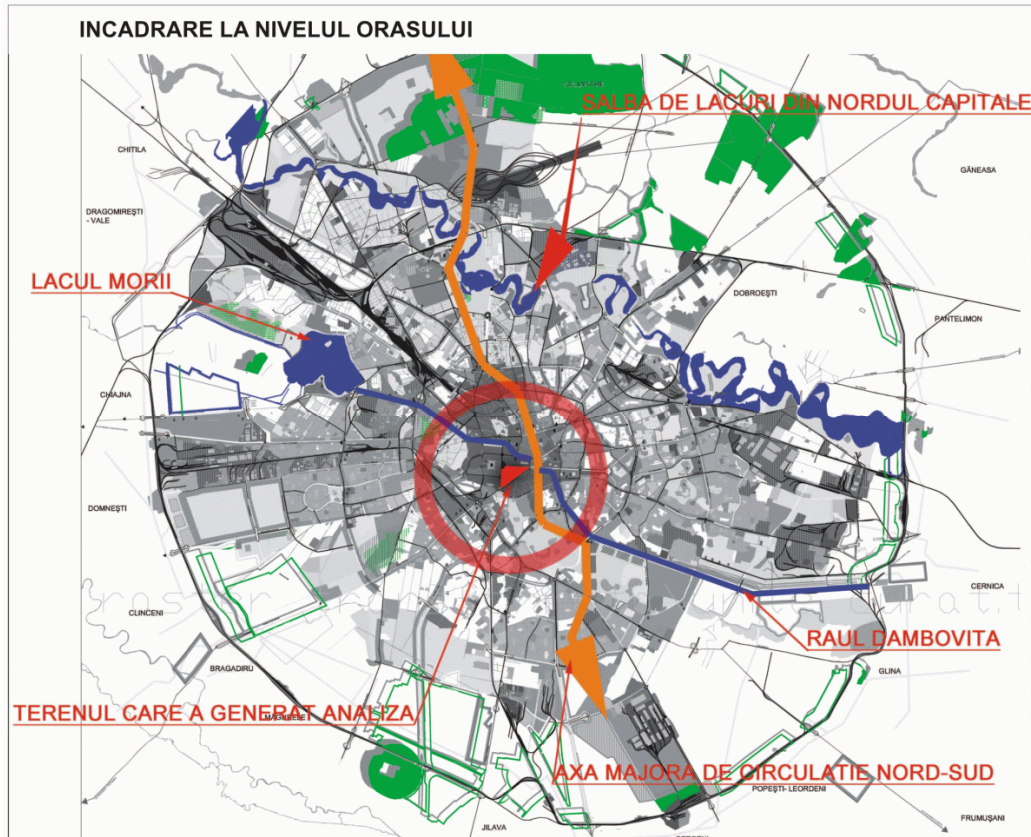 INCADRARE LA NIVELUL ORASULUI
SALBA DE LACURI DIN NORDUL CAPITALE
CHITILA
GĂNEASA
DRAGOMIREŞTI
- VALE
LACUL MORII
DOBROEŞTI
PANTELIMON
CHIAJNA
DOMNEŞTI
CERNICA
CLINCENI
RAUL DAMBOVITA
BRAGADIRU
GLINA
TERENUL CARE A GENERAT ANALIZA
MĂGURELE
AXA MAJORA DE CIRCULATIE NORD-SUD
POPEŞTI- LEORDENI
JILAVA
FRUMUŞANI